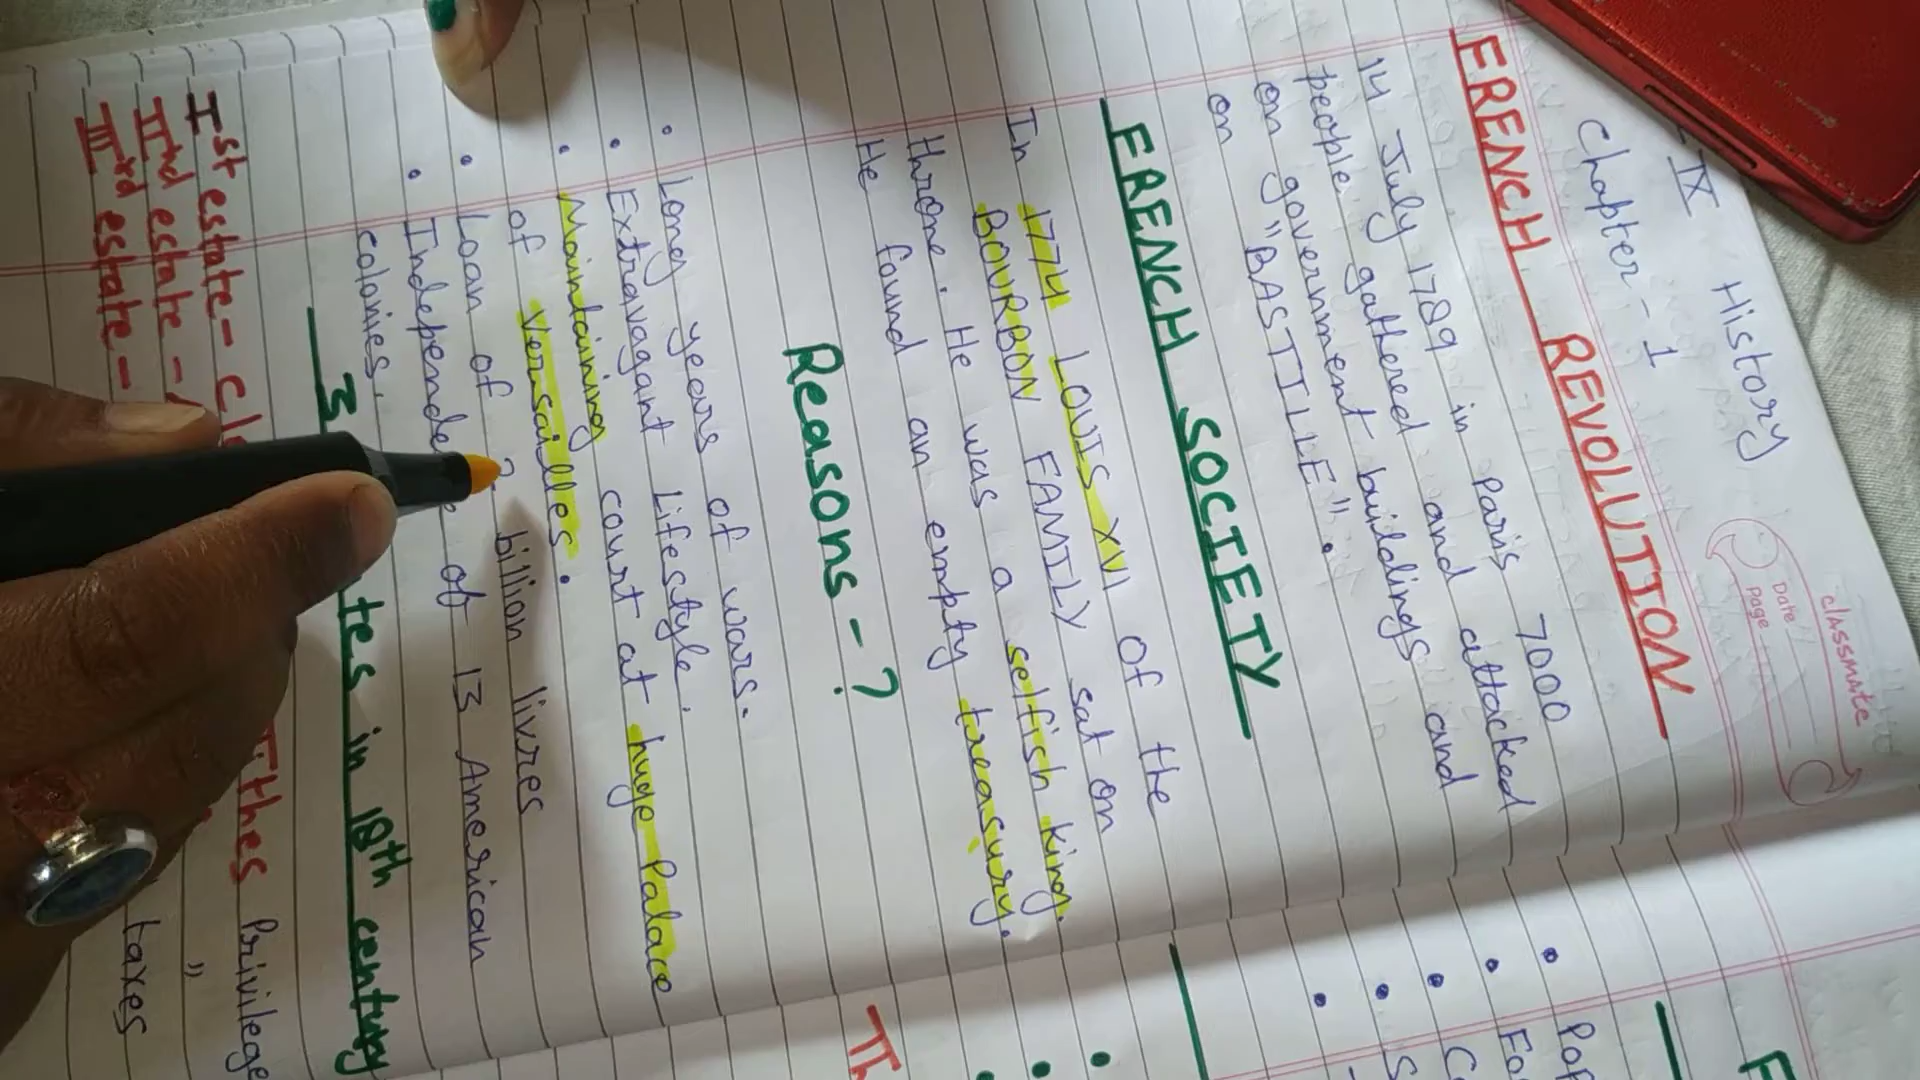 IX History
classmate
Date
Page
Chapter - 1
FRENCH REVOLUTION
14 July 1789 in Paris 7000
people gathered and attacked
on government buildings and
on "BASTILLE".
FRENCH SOCIETY
In 1774 LOUIS XVI of the
BOURBON FAMILY sat on
throne. He was a selfish king.
He found an empty treasury.
Reasons - ?
• Long years of wars.
• Extravagant Lifestyle.
• Maintaining court at huge Palace
of Versailles.
• Loan of 2 billion livres
• Independe of 13 American
colonies.
3 tes in 18th century
Ist estate - Cl Tithes Privilege
IInd estate - "
IIIrd estate - taxes